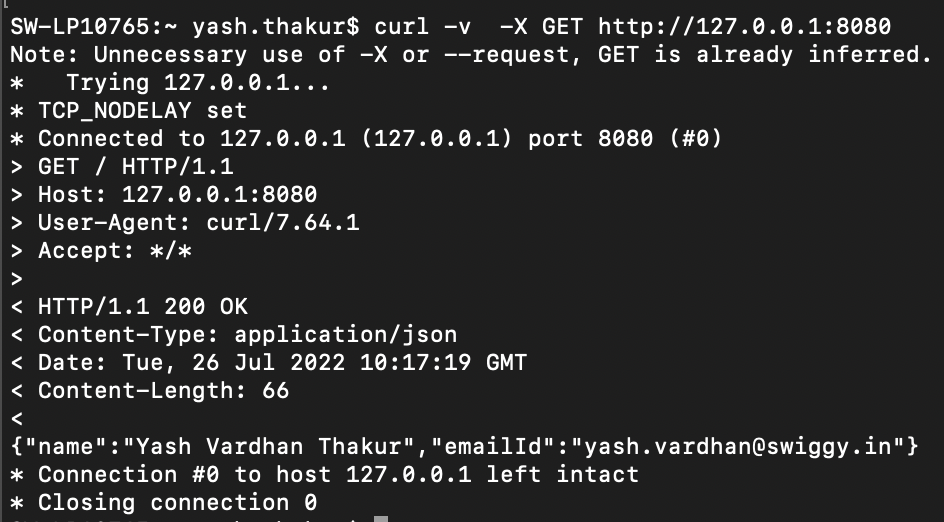 SW-LP10765:~ yash.thakur$ curl -v  -X GET http://127.0.0.1:8080
Note: Unnecessary use of -X or --request, GET is already inferred.
*   Trying 127.0.0.1...
* TCP_NODELAY set
* Connected to 127.0.0.1 (127.0.0.1) port 8080 (#0)
> GET / HTTP/1.1
> Host: 127.0.0.1:8080
> User-Agent: curl/7.64.1
> Accept: */*
>
< HTTP/1.1 200 OK
< Content-Type: application/json
< Date: Tue, 26 Jul 2022 10:17:19 GMT
< Content-Length: 66
<
{"name":"Yash Vardhan Thakur","emailId":"yash.vardhan@swiggy.in"}
* Connection #0 to host 127.0.0.1 left intact
* Closing connection 0